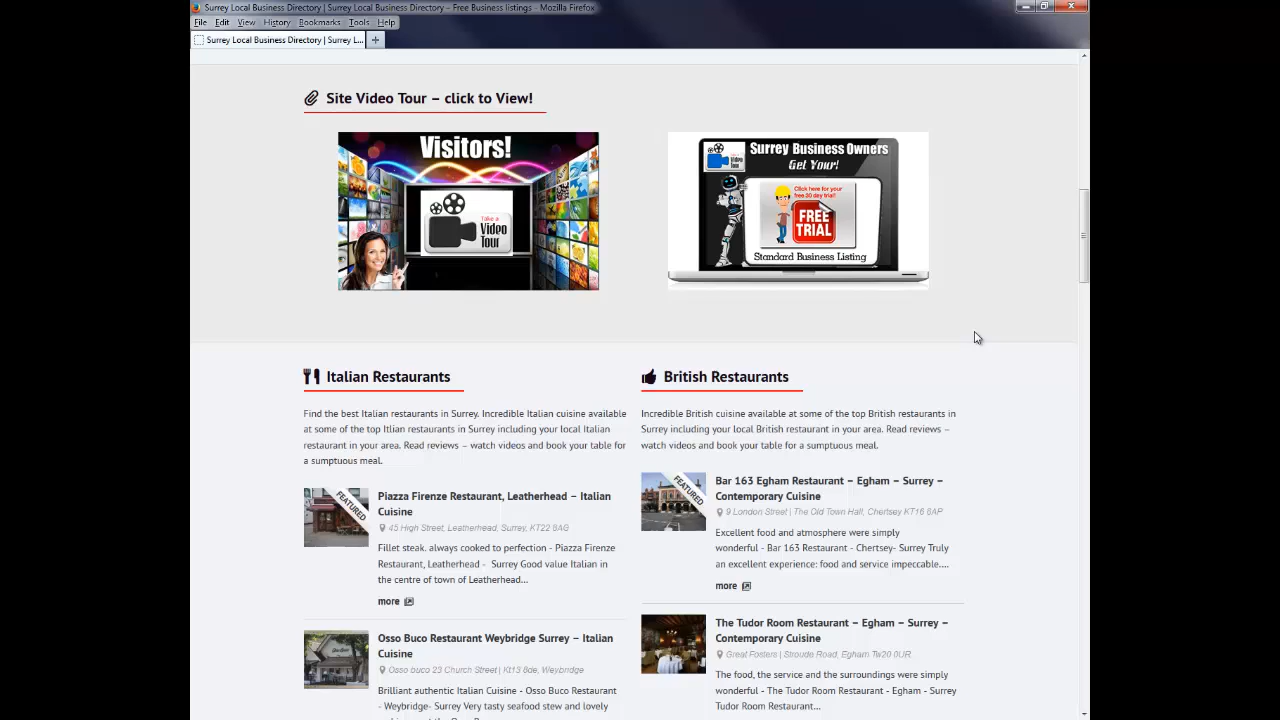 Surrey Local Business Directory | Surrey Local Business Directory – Free Business listings - Mozilla Firefox
File Edit View History Bookmarks Tools Help
Surrey Local Business Directory | Surrey L...
Site Video Tour – click to View!
Visitors!
Take a
Video
Tour
Surrey Business Owners
Get Your!
Click here for your
free 30 day trial!
FREE
TRIAL
Standard Business Listing
Italian Restaurants
Find the best Italian restaurants in Surrey. Incredible Italian cuisine available
at some of the top Itlian restaurants in Surrey including your local Italian
restaurant in your area. Read reviews – watch videos and book your table for
a sumptuous meal.
FEATURED
Piazza Firenze Restaurant, Leatherhead – Italian
Cuisine
45 High Street, Leatherhead, Surrey, KT22 8AG
Fillet steak. always cooked to perfection - Piazza Firenze
Restaurant, Leatherhead - Surrey Good value Italian in
the centre of town of Leatherhead...
more
Osso Buco Restaurant Weybridge Surrey – Italian
Cuisine
Osso buco 23 Church Street | Kt13 8de, Weybridge
Brilliant authentic Italian Cuisine - Osso Buco Restaurant
- Weybridge- Surrey Very tasty seafood stew and lovely
British Restaurants
Incredible British cuisine available at some of the top British restaurants in
Surrey including your local British restaurant in your area. Read reviews –
watch videos and book your table for a sumptuous meal.
FEATURED
Bar 163 Egham Restaurant – Egham – Surrey –
Contemporary Cuisine
9 London Street | The Old Town Hall, Chertsey KT16 8AP
Excellent food and atmosphere were simply
wonderful - Bar 163 Restaurant - Chertsey- Surrey Truly
an excellent experience: food and service impeccable....
more
The Tudor Room Restaurant – Egham – Surrey –
Contemporary Cuisine
Great Fosters | Stroude Road, Egham Tw20 0UR
The food, the service and the surroundings were simply
wonderful - The Tudor Room Restaurant - Egham - Surrey
Tudor Room Restaurant...